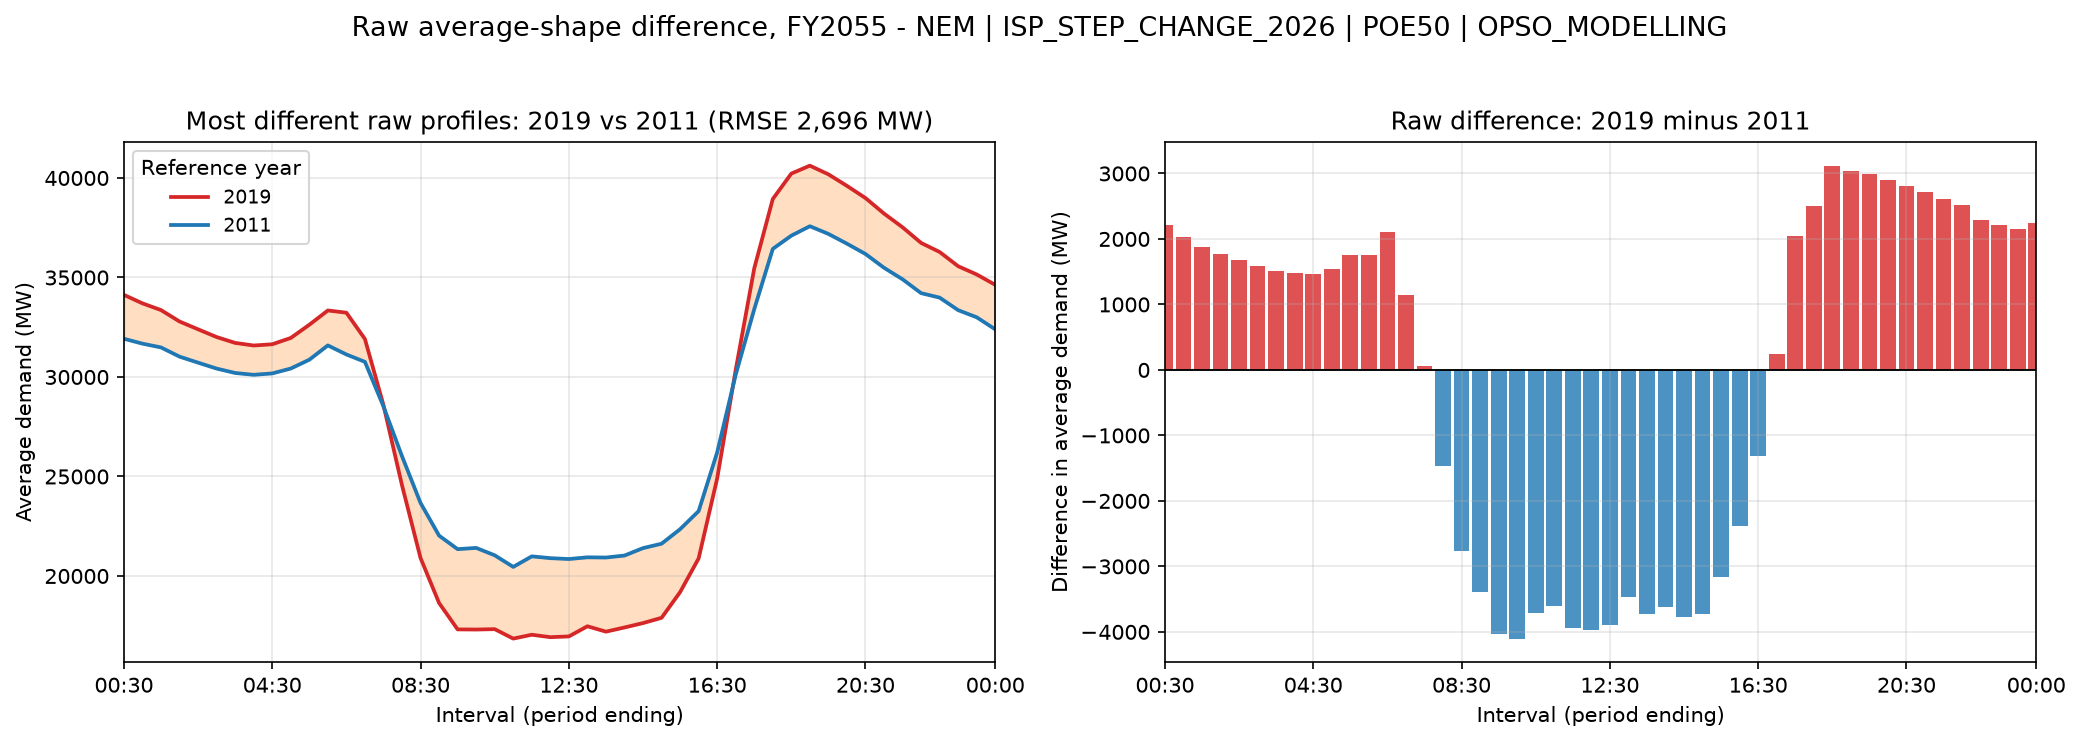 Raw average-shape difference, FY2055 - NEM | ISP_STEP_CHANGE_2026 | POE50 | OPSO_MODELLING
Most different raw profiles: 2019 vs 2011 (RMSE 2,696 MW)
Average demand (MW)
40000
35000
30000
25000
20000
Reference year
2019
2011
00:30 04:30 08:30 12:30 16:30 20:30 00:00
Interval (period ending)
Raw difference: 2019 minus 2011
Difference in average demand (MW)
3000
2000
1000
0
−1000
−2000
−3000
−4000
00:30 04:30 08:30 12:30 16:30 20:30 00:00
Interval (period ending)